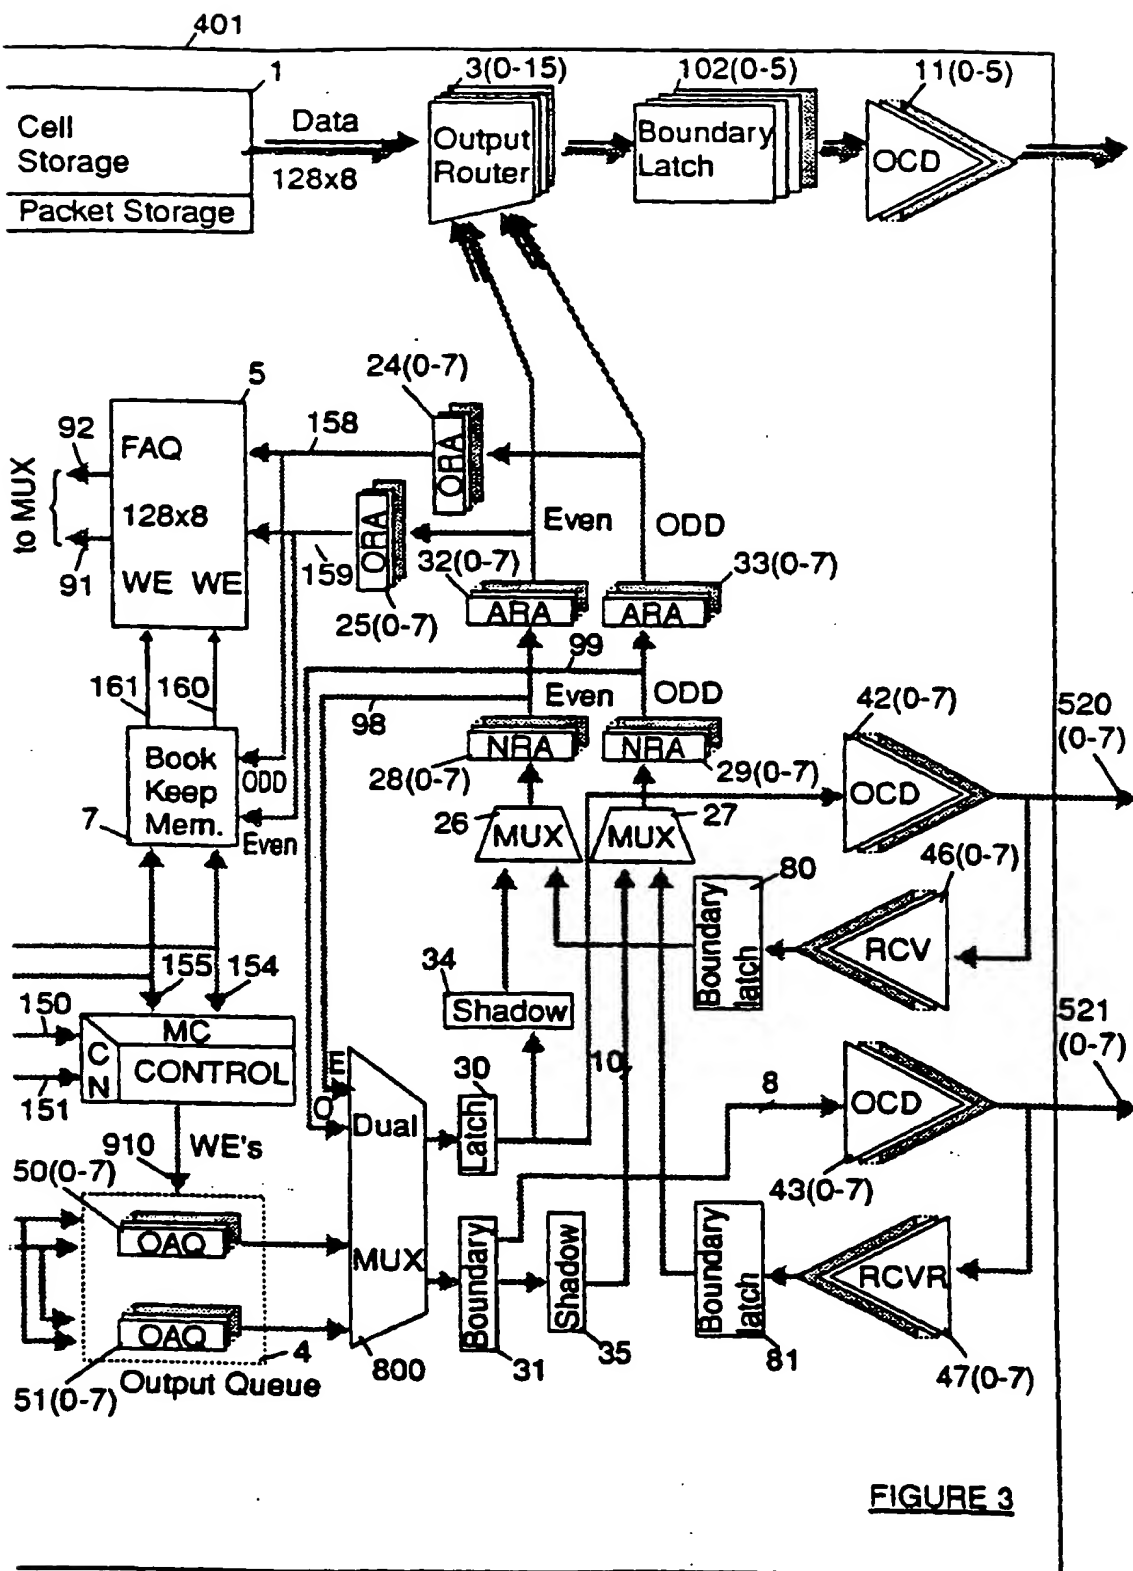 401
1
3(0-15)
102(0-5)
11(0-5)
Cell
Storage
Packet Storage
Data
128x8
Output
Router
Boundary
Latch
OCD
24(0-7)
5
92
158
FAQ
ORA
to MUX
128x8
ORA
Even
ODD
91
WE WE
159
32(0-7)
33(0-7)
25(0-7)
ARA
ARA
99
161
160
98
Even
ODD
42(0-7)
520
(0-7)
NRA
NRA
Book
Keep
Mem.
ODD
28(0-7)
29(0-7)
OCD
7
Even
26
MUX
MUX
27
46(0-7)
80
Boundary
latch
RCV
155
154
34
Shadow
150
MC
521
(0-7)
C
N
CONTROL
E
30
10
151
O
Dual
Latch
8
OCD
910
WE's
50(0-7)
43(0-7)
OAQ
MUX
Boundary
Shadow
Boundary
latch
RCVR
OAQ
4
800
31
35
81
47(0-7)
Output Queue
51(0-7)
FIGURE 3